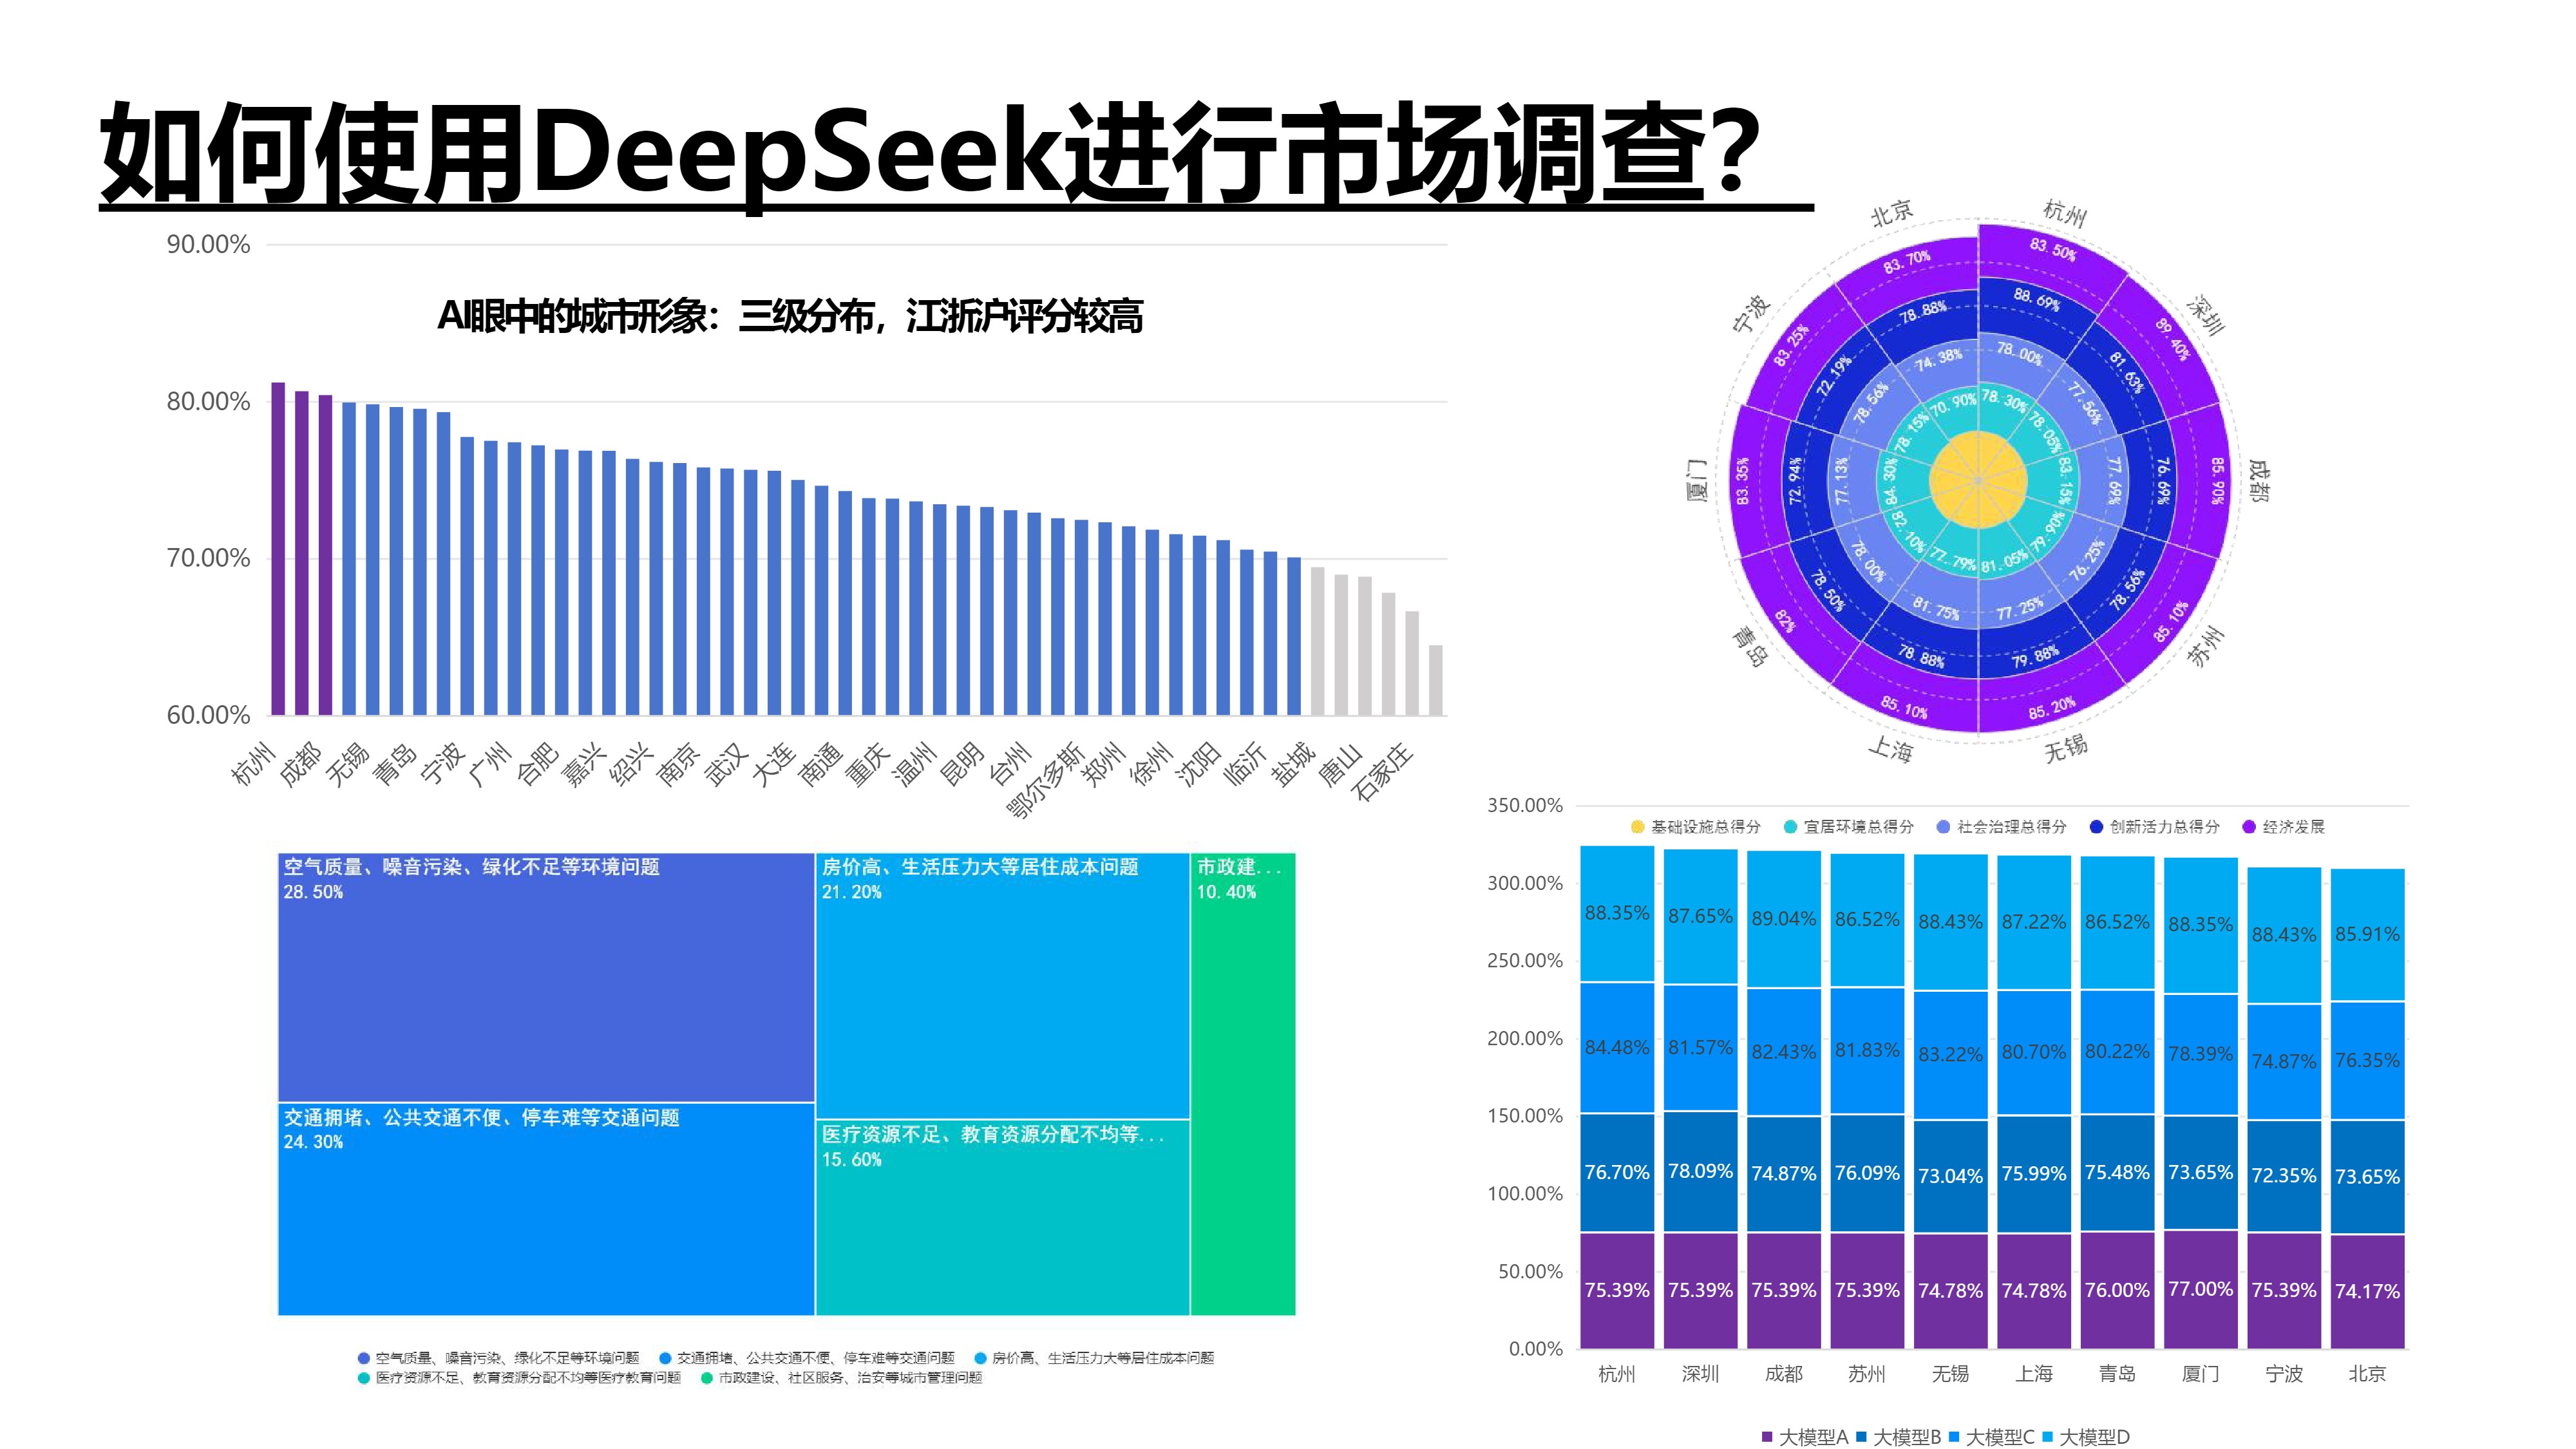 如何使用DeepSeek进行市场调查？
90.00%
AI眼中的城市形象：三级分布，江浙沪评分较高
80.00%
70.00%
60.00%
杭州 成都 无锡 青岛 宁波 广州 合肥 嘉兴 绍兴 南京 武汉 大连 南通 重庆 温州 昆明 台州 鄂尔多斯 郑州 徐州 沈阳 临沂 盐城 唐山 石家庄
北京 杭州
宁波 深圳
厦门 成都
青岛 苏州
上海 无锡
83.50% 88.69% 78.00% 78.30%
89.40% 81.63% 77.56% 78.05%
85.90% 76.69% 77.69% 83.15%
85.10% 78.56% 76.25% 79.90%
85.20% 79.88% 77.25% 81.05%
85.10% 78.88% 81.75% 77.79%
82% 78.50% 78.00% 82.10%
83.35% 72.94% 77.13% 84.30%
83.25% 72.19% 78.56% 78.15%
83.70% 78.88% 74.38% 70.90%
基础设施总得分 宜居环境总得分 社会治理总得分 创新活力总得分 经济发展
空气质量、噪音污染、绿化不足等环境问题
28.50%
交通拥堵、公共交通不便、停车难等交通问题
24.30%
房价高、生活压力大等居住成本问题
21.20%
医疗资源不足、教育资源分配不均等...
15.60%
市政建...
10.40%
空气质量、噪音污染、绿化不足等环境问题 交通拥堵、公共交通不便、停车难等交通问题 房价高、生活压力大等居住成本问题
医疗资源不足、教育资源分配不均等医疗教育问题 市政建设、社区服务、治安等城市管理问题
350.00%
300.00%
250.00%
200.00%
150.00%
100.00%
50.00%
0.00%
88.35% 87.65% 89.04% 86.52% 88.43% 87.22% 86.52% 88.35% 88.43% 85.91%
84.48% 81.57% 82.43% 81.83% 83.22% 80.70% 80.22% 78.39% 74.87% 76.35%
76.70% 78.09% 74.87% 76.09% 73.04% 75.99% 75.48% 73.65% 72.35% 73.65%
75.39% 75.39% 75.39% 75.39% 74.78% 74.78% 76.00% 77.00% 75.39% 74.17%
杭州 深圳 成都 苏州 无锡 上海 青岛 厦门 宁波 北京
大模型A 大模型B 大模型C 大模型D